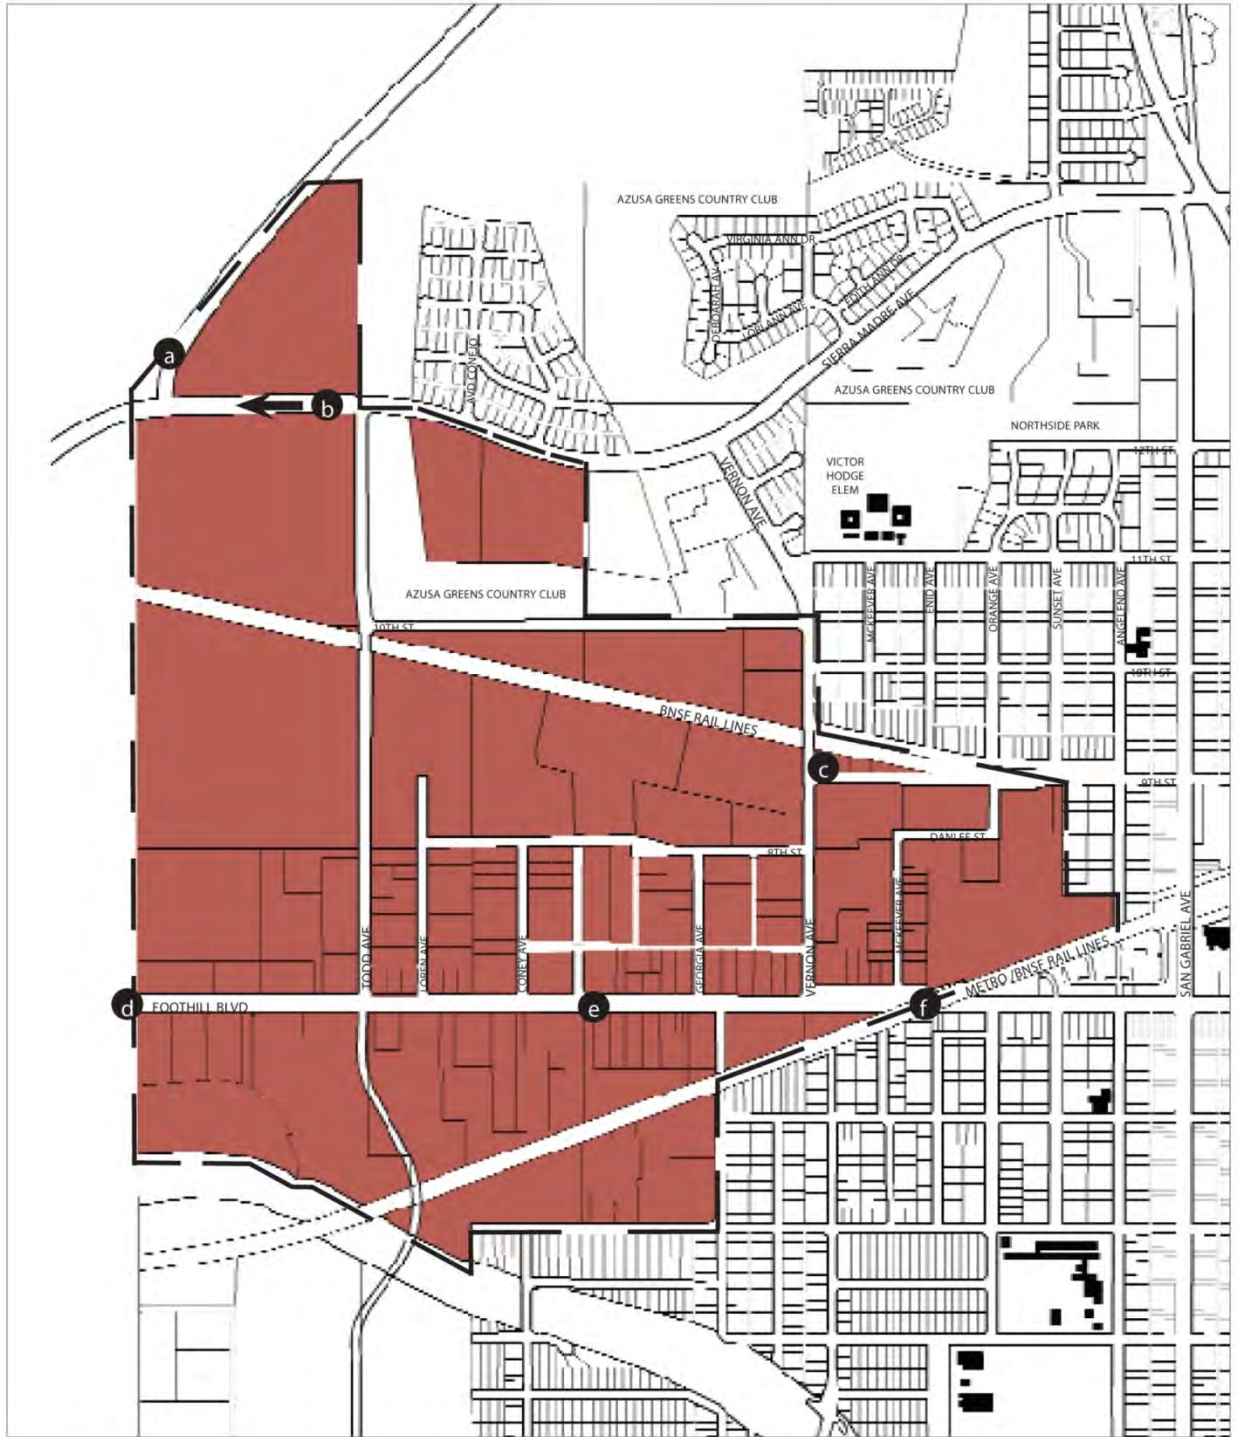 AZUSA GREENS COUNTRY CLUB
VIRGINIA ANN DR
DEBOARAH AV
EDITH ANN DR
LORI ANN AVE
SIERRA MADRE AVE
a
AVD CONEJO
AZUSA GREENS COUNTRY CLUB
b
NORTHSIDE PARK
12TH ST
VICTOR
HODGE
ELEM
VERNON AVE
11TH ST
AZUSA GREENS COUNTRY CLUB
MCKEEVER AVE
ENID AVE
ORANGE AVE
SUNSET AVE
ANGELENO AVE
10TH ST
10TH ST
BNSF RAIL LINES
c
9TH ST
DANLEE ST
8TH ST
TODD AVE
LOREN AVE
CONEY AVE
GEORGIA AVE
VERNON AVE
MCKEEVER AVE
METRO /BNSF RAIL LINES
SAN GABRIEL AVE
d
FOOTHILL BLVD
e
f